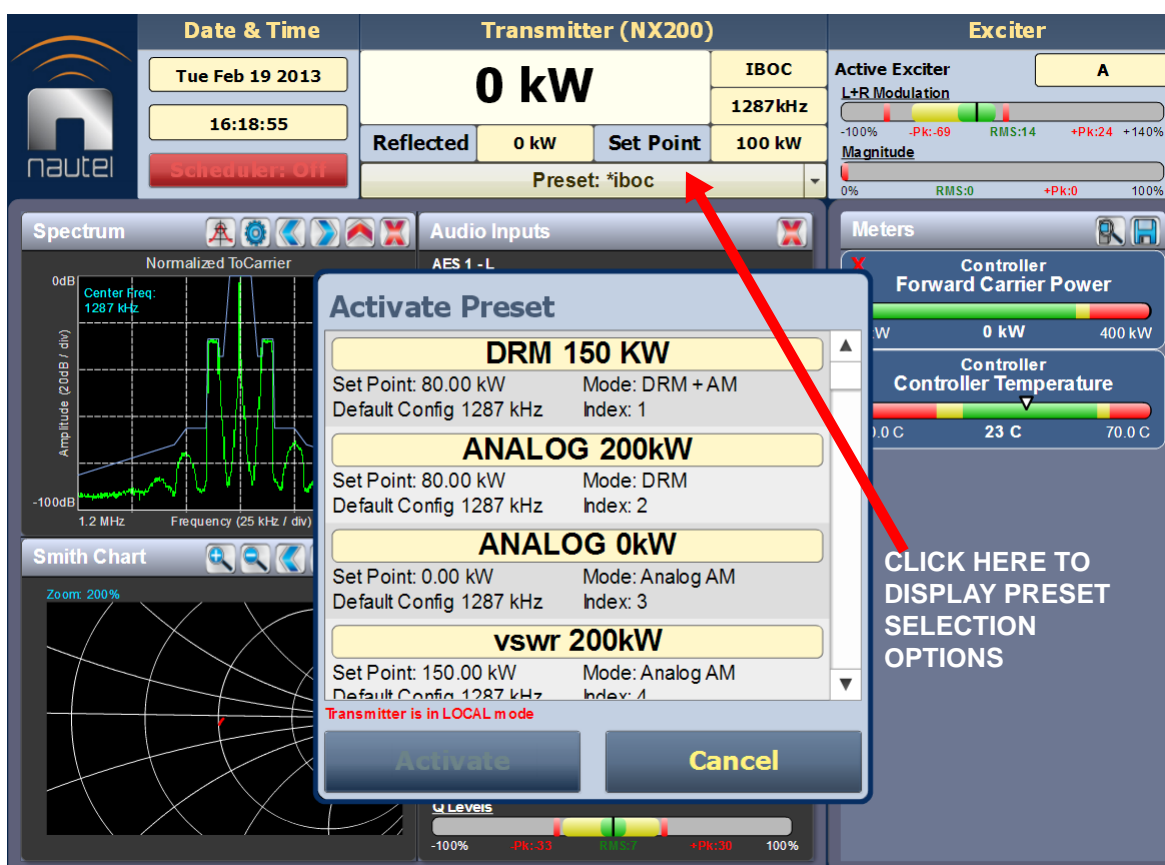 Date & Time
Transmitter (NX200)
Exciter
nautel
Tue Feb 19 2013
16:18:55
Scheduler: Off
0 kW
IBOC
1287kHz
Reflected 0 kW Set Point 100 kW
Preset: *iboc
Active Exciter A
L+R Modulation
-100% -Pk:-69 RMS:14 +Pk:24 +140%
Magnitude
0% RMS:0 +Pk:0 100%
Spectrum
Normalized ToCarrier
0dB
Center Freq:
1287 kHz
Amplitude (20dB / div)
-100dB
1.2 MHz Frequency (25 kHz / div)
Smith Chart
Zoom: 200%
Audio Inputs
AES 1 - L
Activate Preset
DRM 150 KW
Set Point: 80.00 kW Mode: DRM + AM
Default Config 1287 kHz Index: 1
ANALOG 200kW
Set Point: 80.00 kW Mode: DRM
Default Config 1287 kHz Index: 2
ANALOG 0kW
Set Point: 0.00 kW Mode: Analog AM
Default Config 1287 kHz Index: 3
vswr 200kW
Set Point: 150.00 kW Mode: Analog AM
Default Config 1287 kHz Index: 4
Transmitter is in LOCAL mode
Activate
Cancel
Q Levels
-100% -Pk:-33 RMS:7 +Pk:30 100%
Meters
Controller
Forward Carrier Power
W 0 kW 400 kW
Controller
Controller Temperature
0.0 C 23 C 70.0 C
CLICK HERE TO
DISPLAY PRESET
SELECTION
OPTIONS